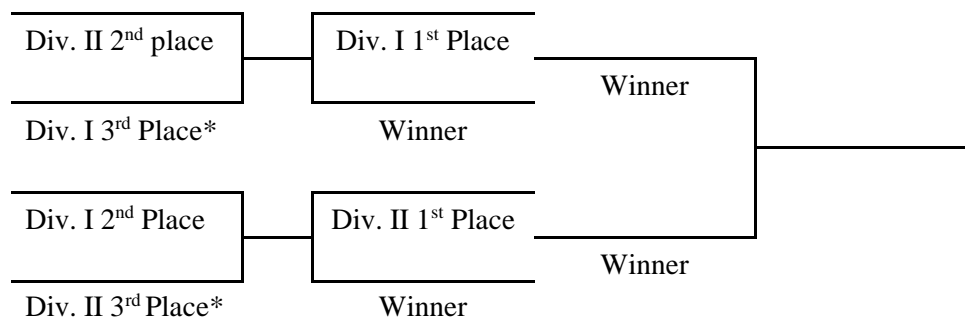 Div. II 2nd place
Div. I 1st Place
Winner
Div. I 3rd Place*
Winner
Div. I 2nd Place
Div. II 1st Place
Winner
Div. II 3rd Place*
Winner